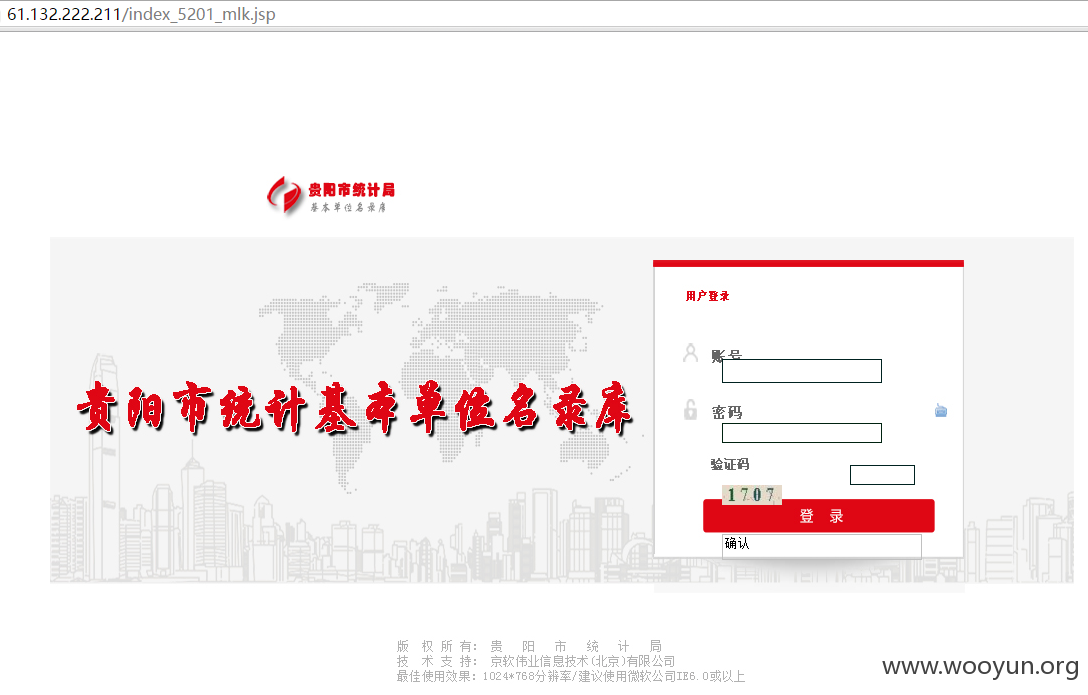 61.132.222.211/index_5201_mlk.jsp
贵阳市统计局
基本单位名录库
用户登录
账号
贵阳市统计基本单位名录库
密码
验证码
1707
登 录
确认
版 权 所 有: 贵 阳 市 统 计 局
技 术 支 持: 京软伟业信息技术(北京)有限公司
最佳使用效果: 1024*768分辨率/建议使用微软公司IE6.0或以上
www.wooyun.org